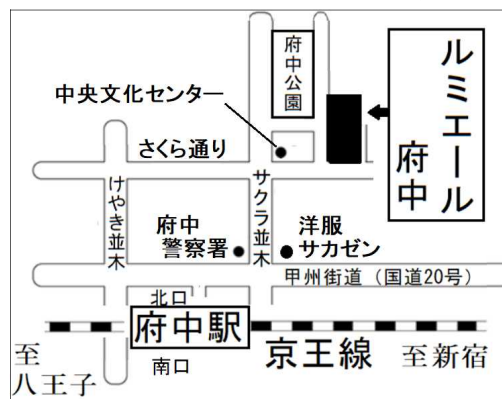 府中公園
ルミエール
府中
中央文化センター
さくら通り
けやき並木
サクラ並木
府中
警察署
洋服
サカゼン
甲州街道（国道20号）
北口
府中駅
南口
京王線
至新宿
至
八王子